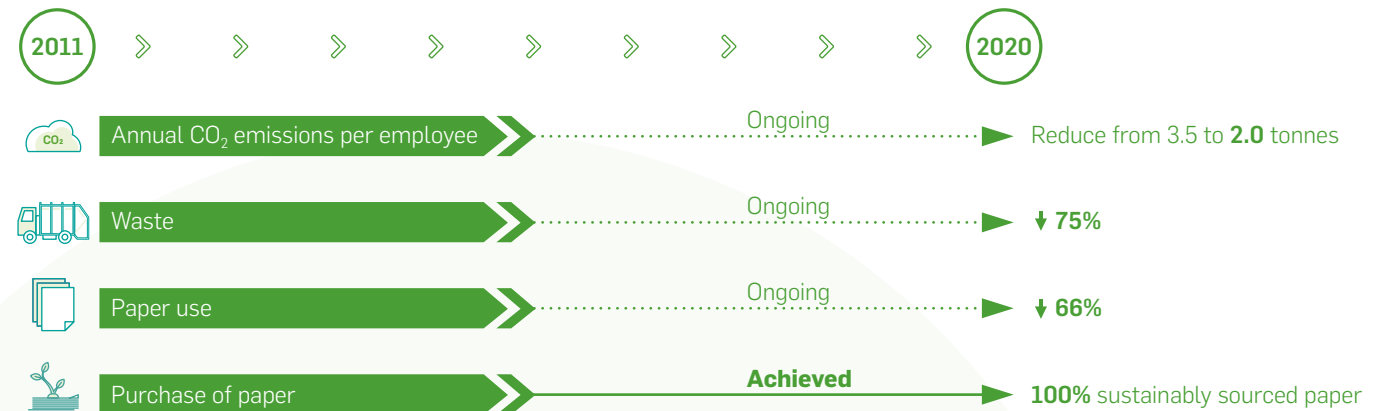 2011 2020
CO₂ Annual CO₂ emissions per employee Ongoing Reduce from 3.5 to 2.0 tonnes
Waste Ongoing 75%
Paper use Ongoing 66%
Purchase of paper Achieved 100% sustainably sourced paper